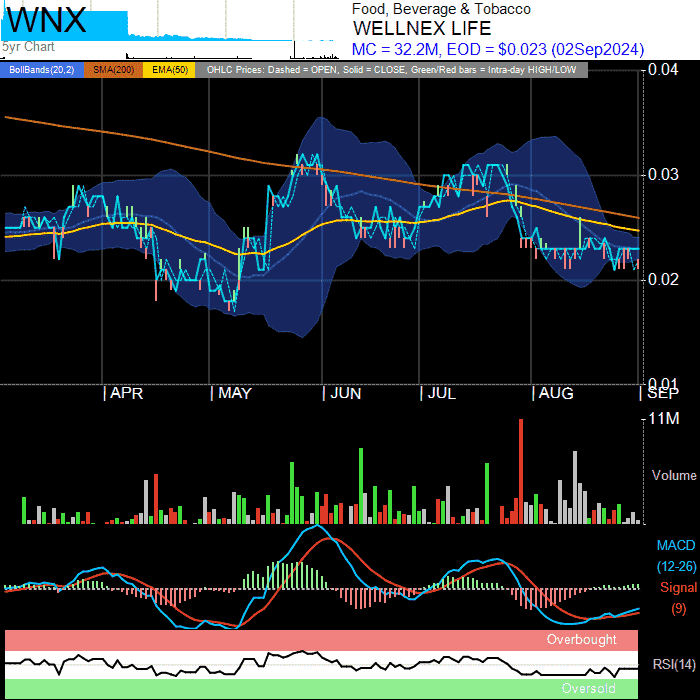 WNX
Food, Beverage & Tobacco
WELLNEX LIFE
5yr Chart
MC = 32.2M, EOD = $0.023 (02Sep2024)
BollBands(20,2) SMA(200) EMA(50) OHLC Prices: Dashed = OPEN, Solid = CLOSE, Green/Red bars = Intra-day HIGH/LOW
0.04
0.03
0.02
0.01
APR MAY JUN JUL AUG SEP
11M
Volume
MACD
(12-26)
Signal
(9)
Overbought
RSI(14)
Oversold